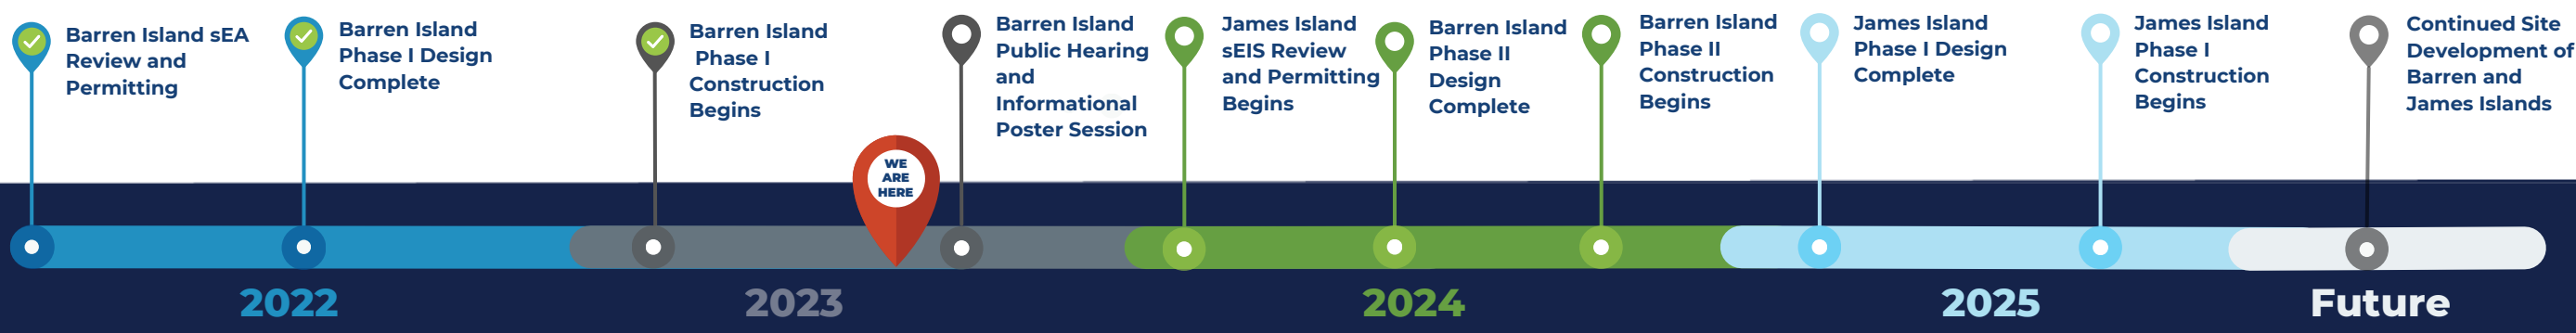 Barren Island sEA
Review and
Permitting
Barren Island
Phase I Design
Complete
Barren Island
Phase I
Construction
Begins
Barren Island
Public Hearing
and
Informational
Poster Session
James Island
sEIS Review
and Permitting
Begins
Barren Island
Phase II
Design
Complete
Barren Island
Phase II
Construction
Begins
James Island
Phase I Design
Complete
James Island
Phase I
Construction
Begins
Continued Site
Development of
Barren and
James Islands
WE
ARE
HERE
2022
2023
2024
2025
Future